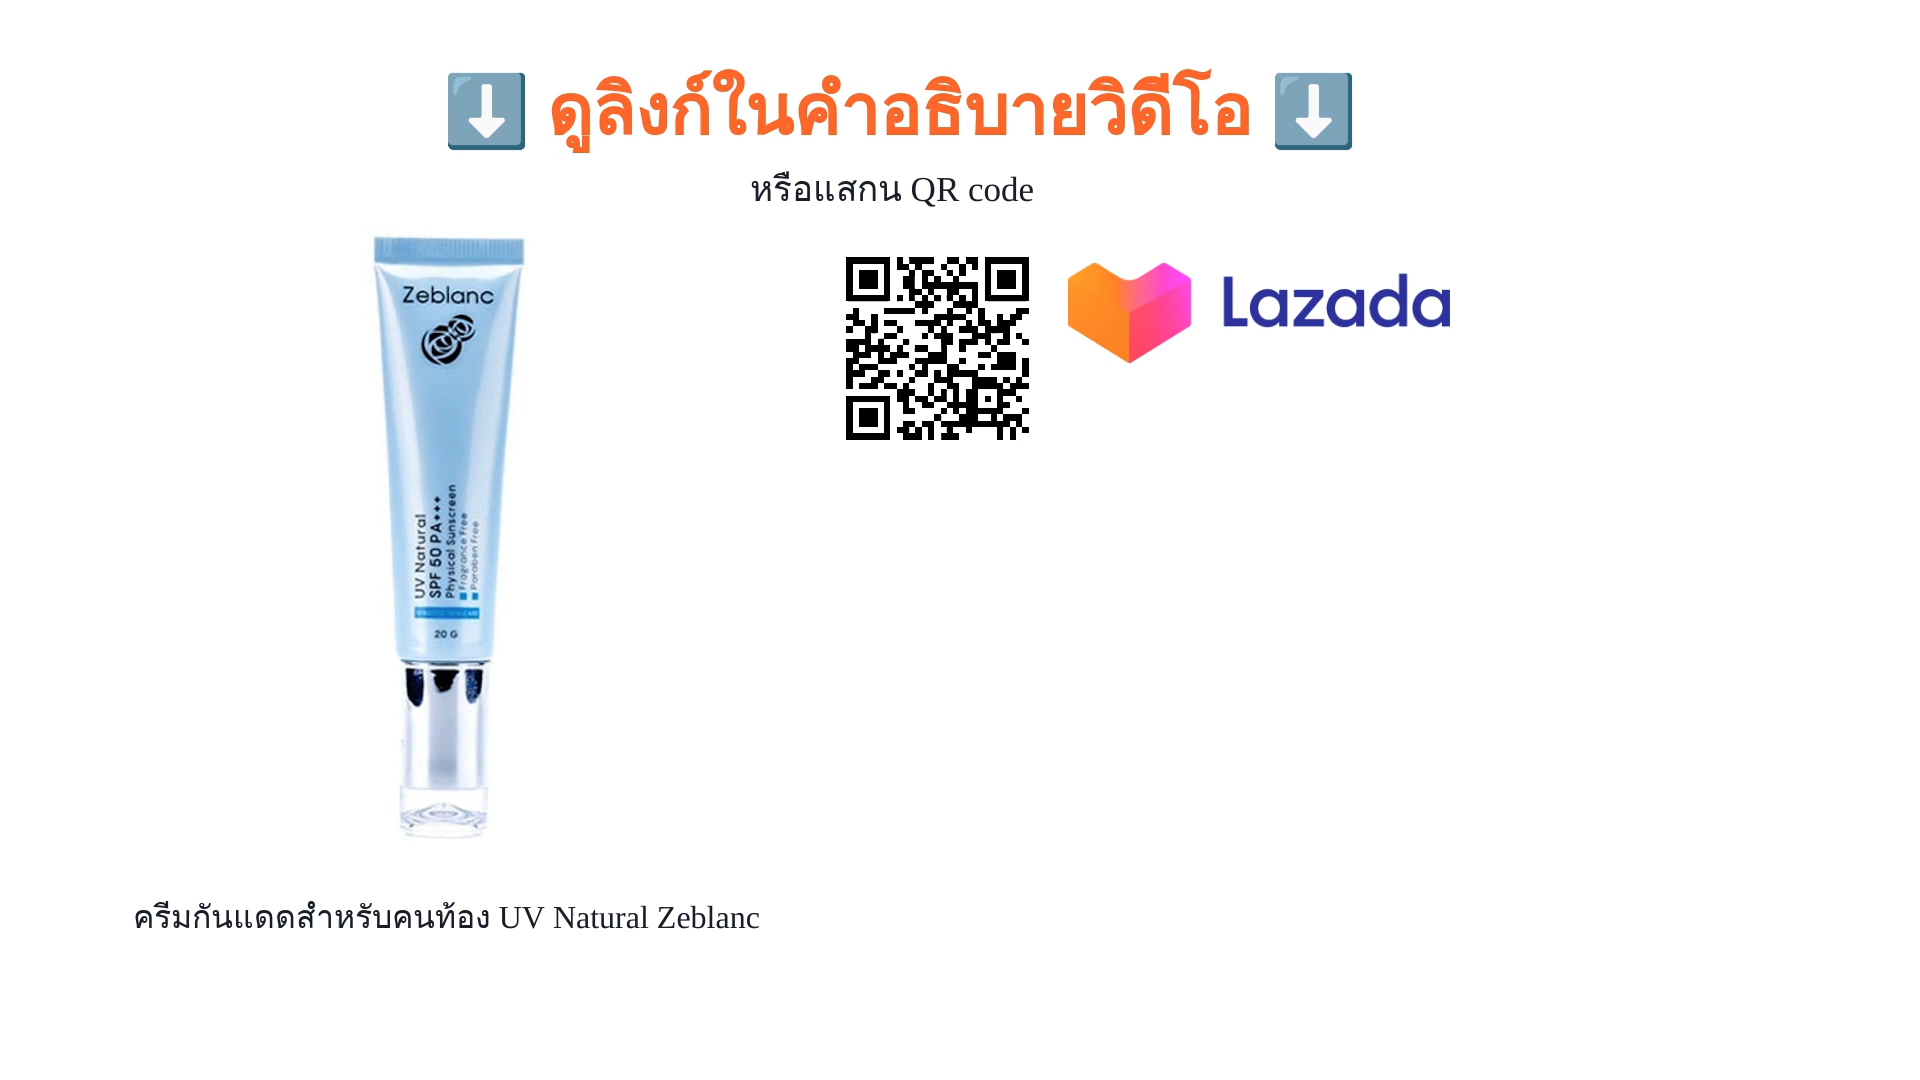 ⬇️ ดูลิงก์ในคำอธิบายวิดีโอ ⬇️
หรือแสกน QR code
Zeblanc
UV Natural
SPF 50 PA+++
Physical Sunscreen
Fragrance Free
Paraben Free
20 G
Lazada
ครีมกันแดดสำหรับคนท้อง UV Natural Zeblanc